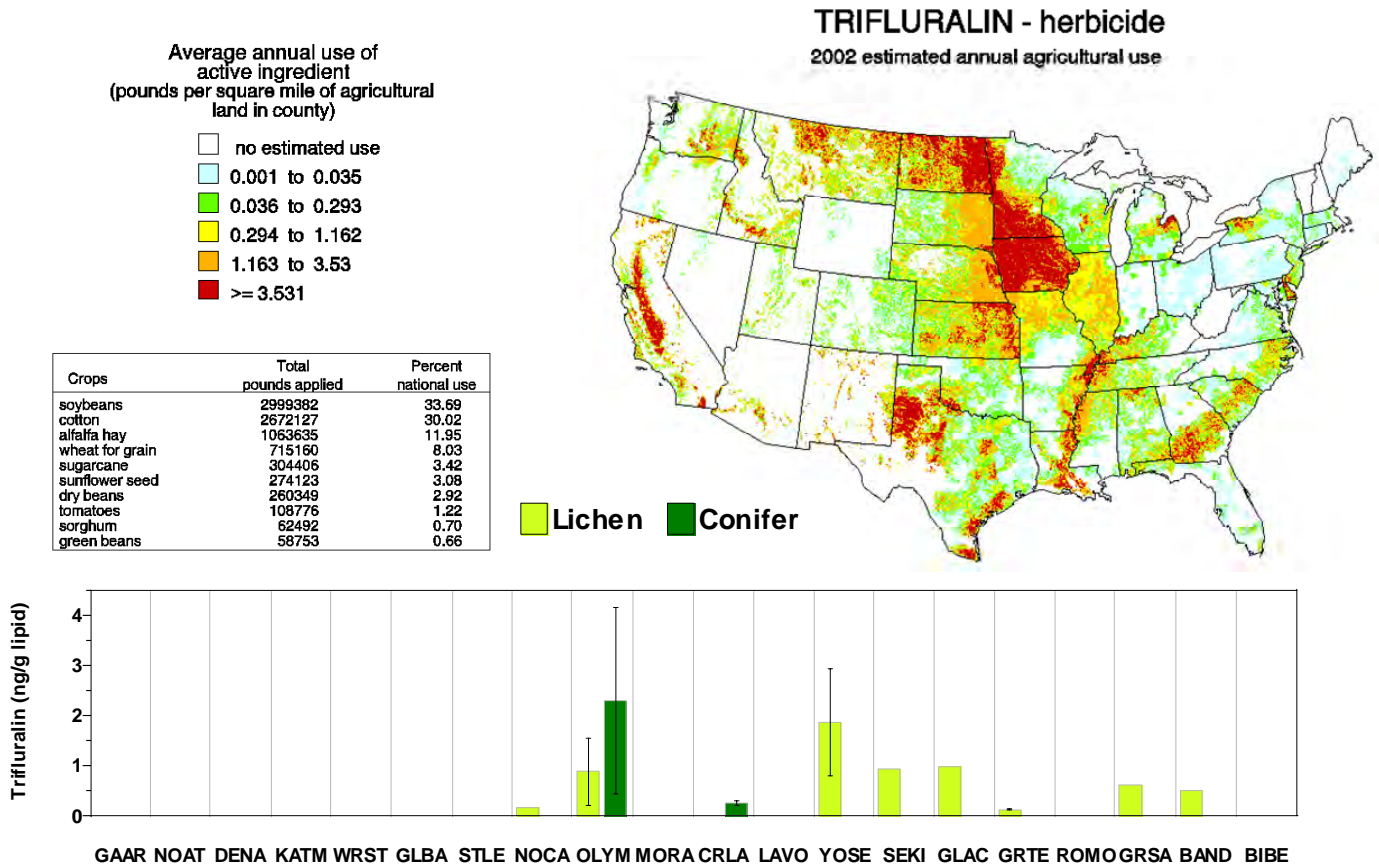 TRIFLURALIN - herbicide
2002 estimated annual agricultural use
Average annual use of
active ingredient
(pounds per square mile of agricultural
land in county)
no estimated use
0.001 to 0.035
0.036 to 0.293
0.294 to 1.162
1.163 to 3.53
>= 3.531
Crops Total pounds applied Percent national use
soybeans 2999382 33.69
cotton 2672127 30.02
alfalfa hay 1063635 11.95
wheat for grain 715160 8.03
sugarcane 304406 3.42
sunflower seed 274123 3.08
dry beans 260349 2.92
tomatoes 108776 1.22
sorghum 62492 0.70
green beans 58753 0.66
Lichen Conifer
Trifluralin (ng/g lipid)
4
3
2
1
0
GAAR NOAT DENA KATM WRST GLBA STLE NOCA OLYM MORA CRLA LAVO YOSE SEKI GLAC GRTE ROMO GRSA BAND BIBE